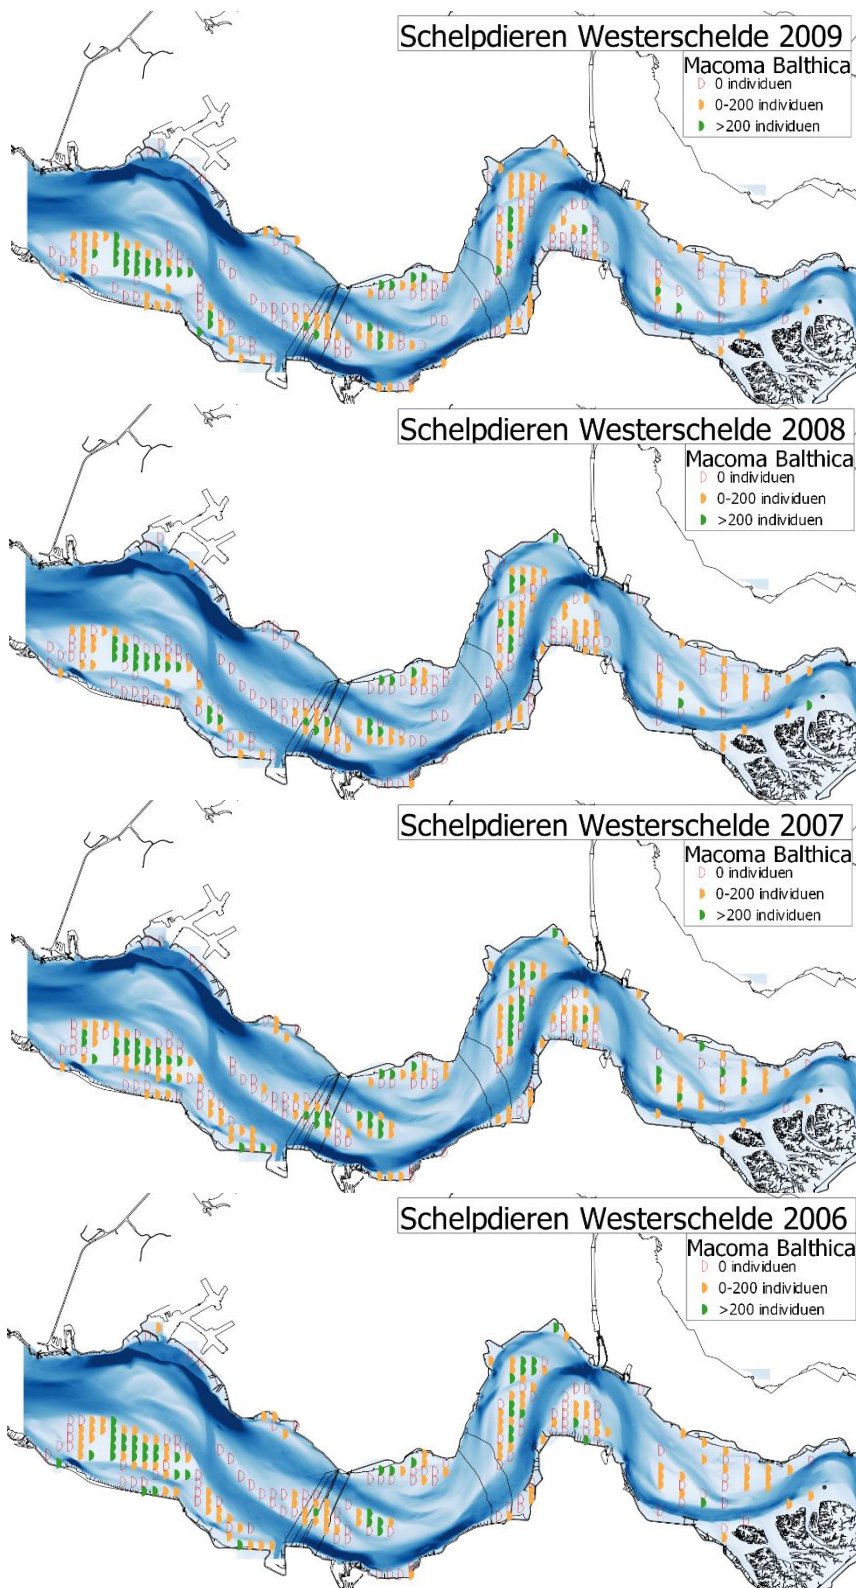 Schelpdieren Westerschelde 2009
Macoma Balthica
0 individuen
0-200 individuen
>200 individuen
Schelpdieren Westerschelde 2008
Macoma Balthica
0 individuen
0-200 individuen
>200 individuen
Schelpdieren Westerschelde 2007
Macoma Balthica
0 individuen
0-200 individuen
>200 individuen
Schelpdieren Westerschelde 2006
Macoma Balthica
0 individuen
0-200 individuen
>200 individuen